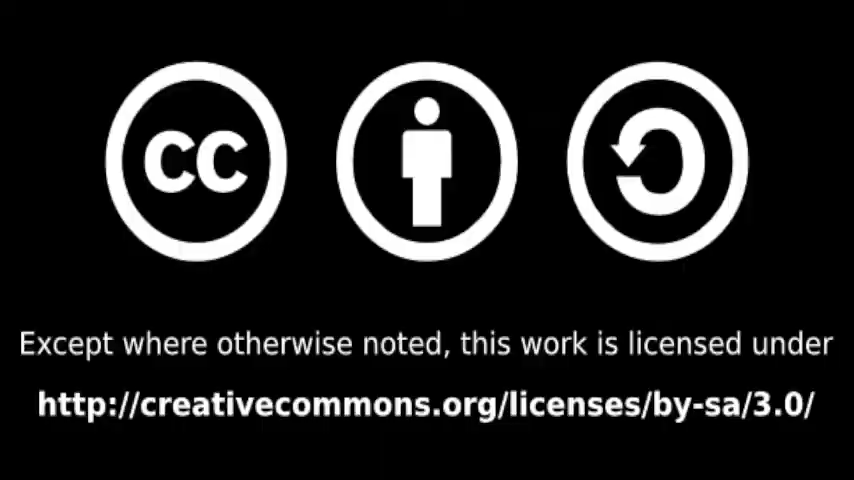 cc
Except where otherwise noted, this work is licensed under
http://creativecommons.org/licenses/by-sa/3.0/